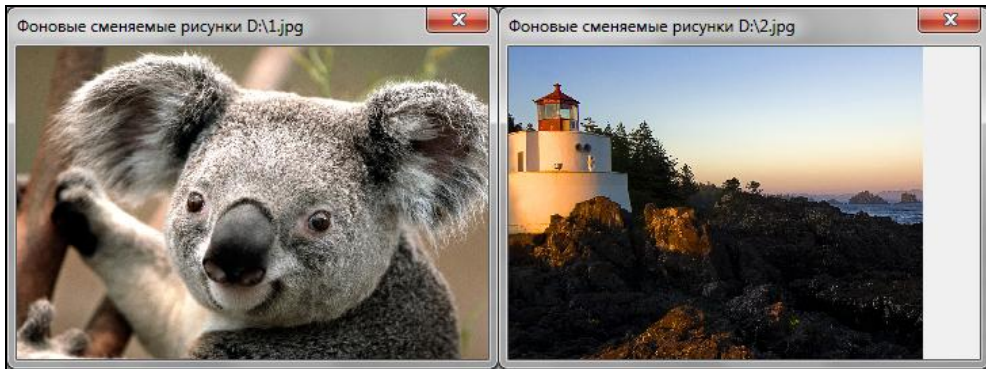 Фоновые сменяемые рисунки D:\1.jpg
Фоновые сменяемые рисунки D:\2.jpg